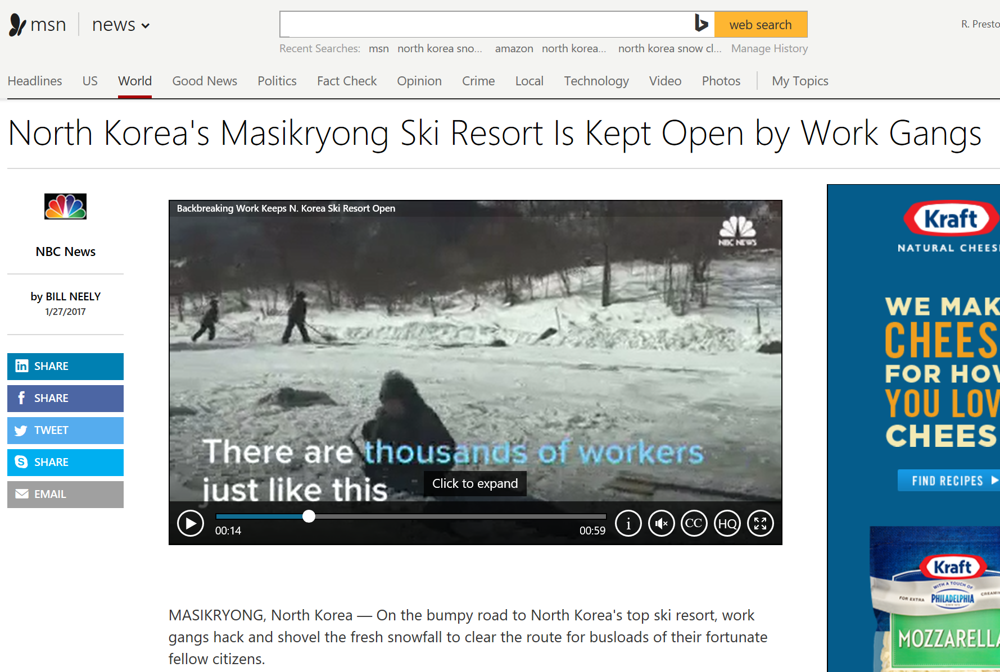 msn
news
web search
R. Presto
Recent Searches: msn north korea sno... amazon north korea... north korea snow cl... Manage History
Headlines US World Good News Politics Fact Check Opinion Crime Local Technology Video Photos My Topics
North Korea's Masikryong Ski Resort Is Kept Open by Work Gangs
NBC News
by BILL NEELY
1/27/2017
in SHARE
f SHARE
TWEET
S SHARE
EMAIL
Backbreaking Work Keeps N. Korea Ski Resort Open
NBC NEWS
There are thousands of workers
just like this
Click to expand
00:14
00:59
i
CC
HQ
MASIKRYONG, North Korea — On the bumpy road to North Korea's top ski resort, work
gangs hack and shovel the fresh snowfall to clear the route for busloads of their fortunate
fellow citizens.
Kraft
NATURAL CHEES
WE MAK
CHEES
FOR HOW
YOU LOV
CHEES
FIND RECIPES
Kraft
WITH A TOUCH OF
FOR EXTRA PHILADELPHIA CREAMIN
MOZZARELLA